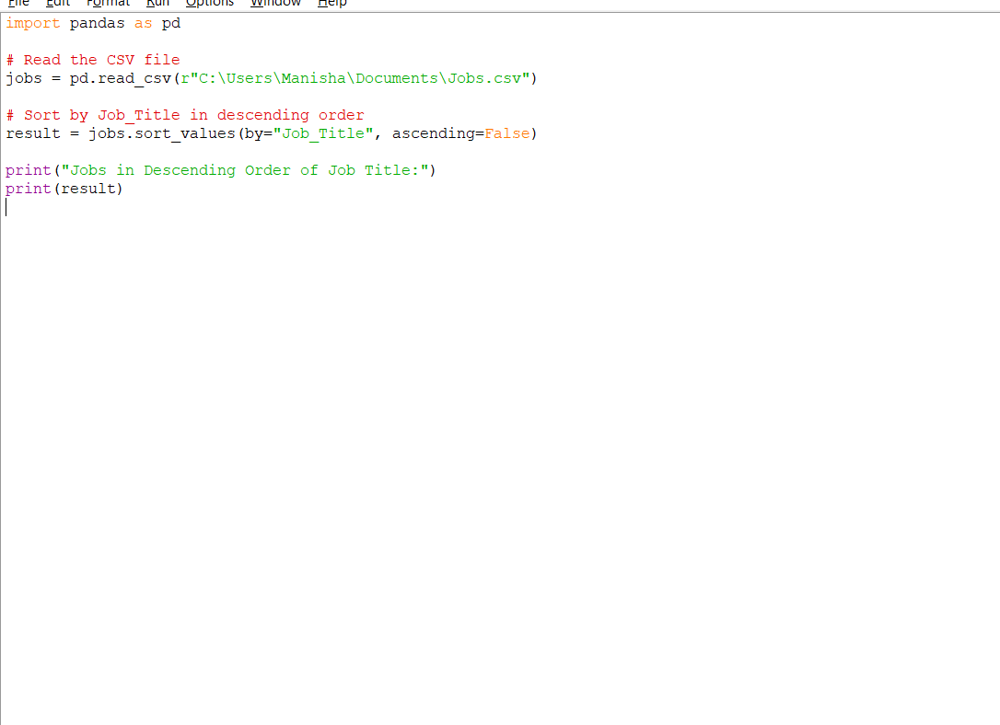 File Edit Format Run Options Window Help
import pandas as pd
# Read the CSV file
jobs = pd.read_csv(r"C:\Users\Manisha\Documents\Jobs.csv")
# Sort by Job_Title in descending order
result = jobs.sort_values(by="Job_Title", ascending=False)
print("Jobs in Descending Order of Job Title:")
print(result)